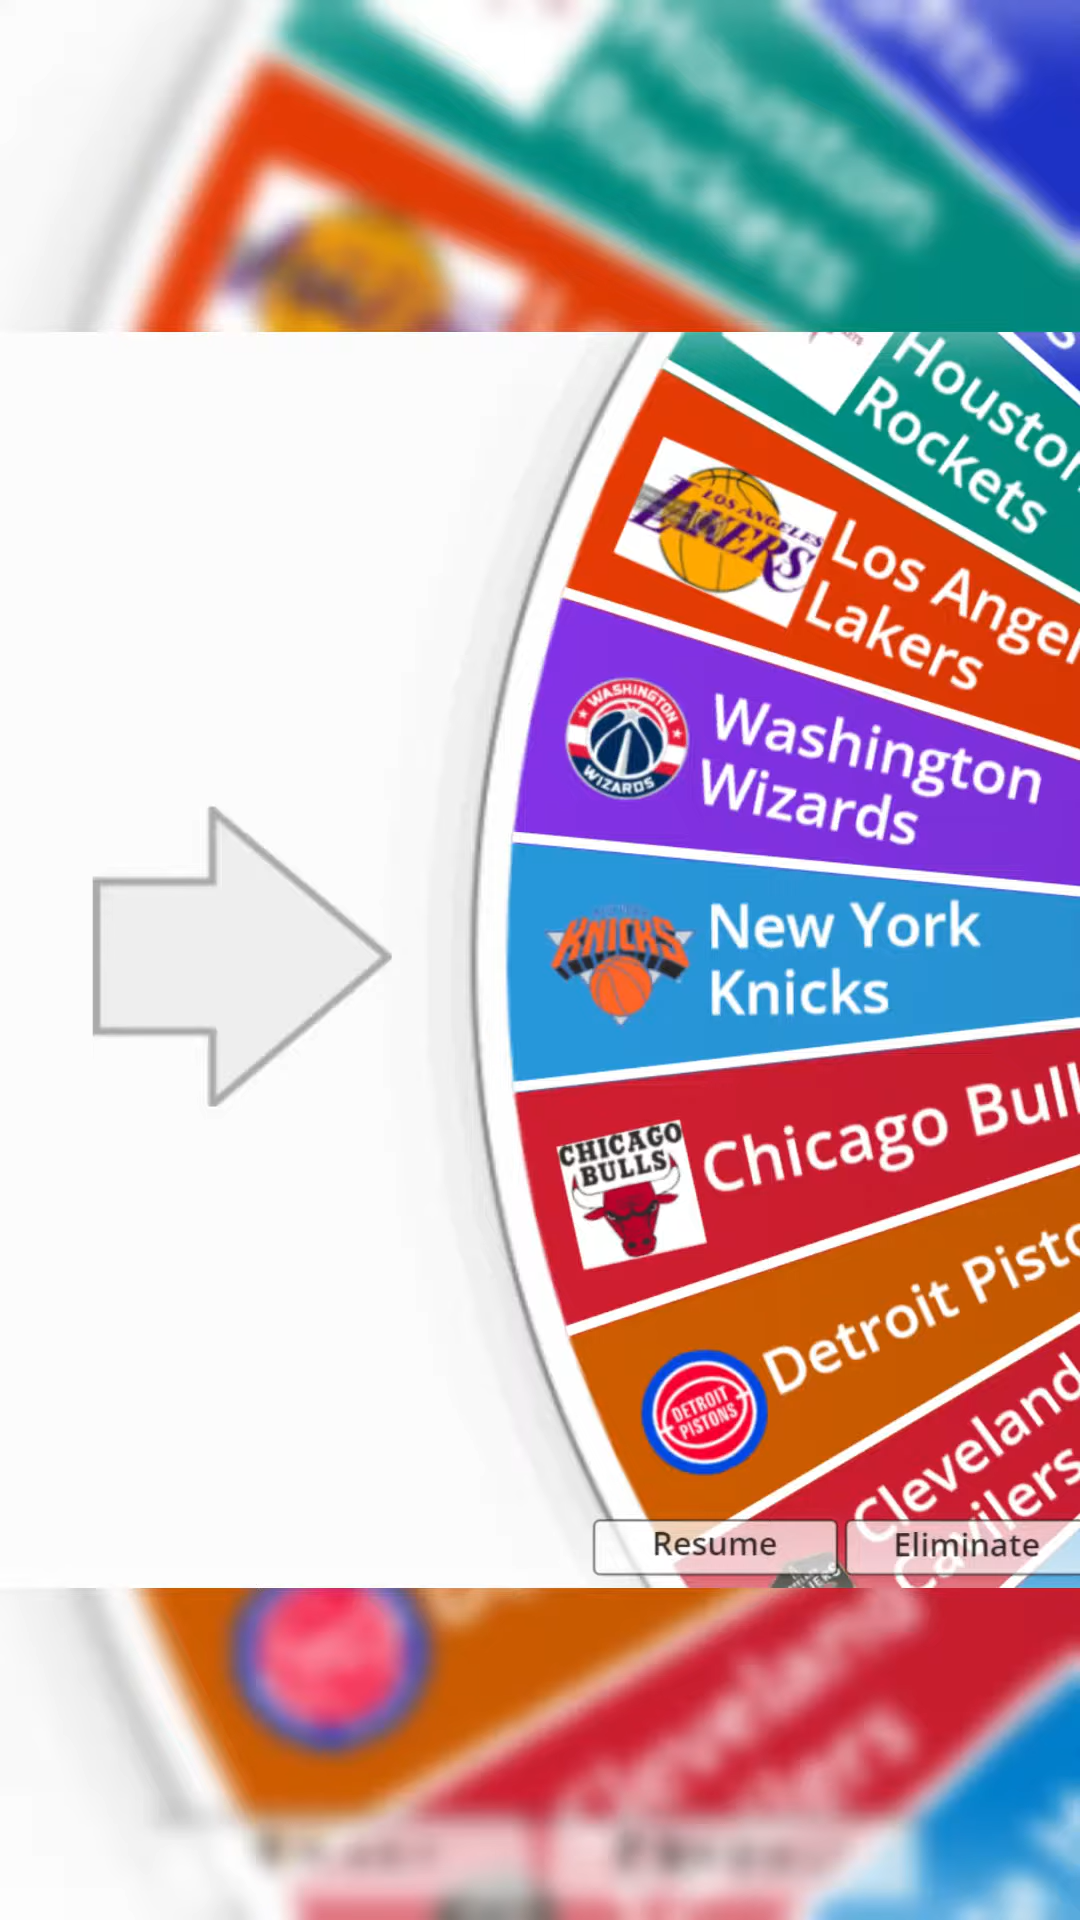 Houston
Rockets
LOS ANGELES
LAKERS
Los Angel
Lakers
WASHINGTON
WIZARDS
Washington
Wizards
KNICKS
New York
Knicks
CHICAGO
BULLS
Chicago Bull
DETROIT
PISTONS
Detroit Pisto
Cleveland
Cavilers
Resume
Eliminate